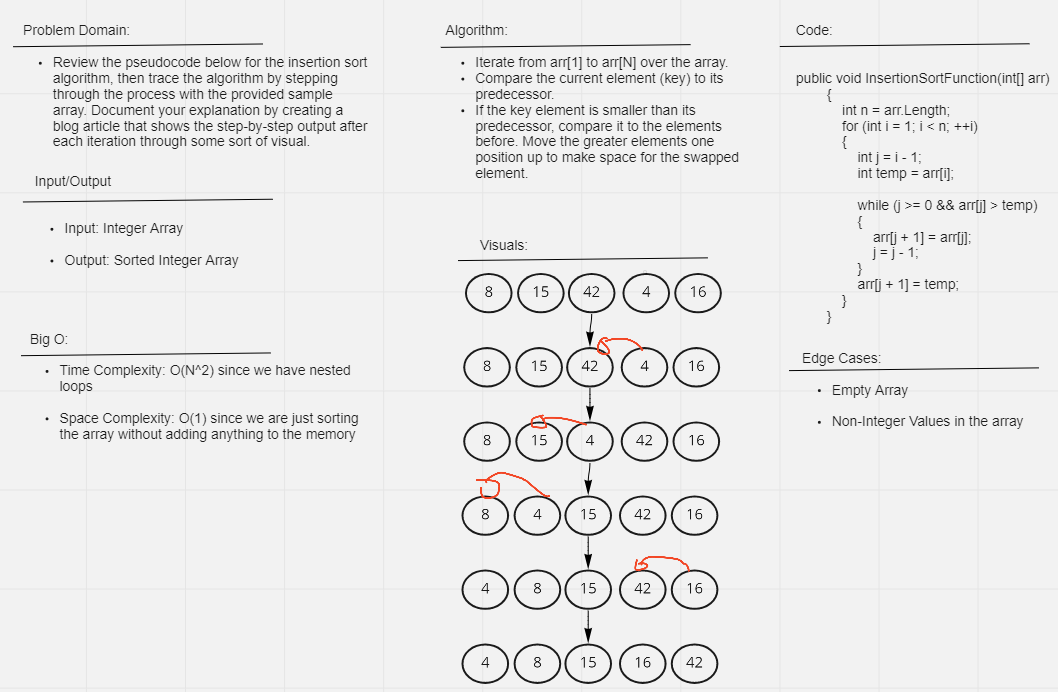 Problem Domain:
• Review the pseudocode below for the insertion sort
algorithm, then trace the algorithm by stepping
through the process with the provided sample
array. Document your explanation by creating a
blog article that shows the step-by-step output after
each iteration through some sort of visual.
Input/Output
• Input: Integer Array
• Output: Sorted Integer Array
Big O:
• Time Complexity: O(N^2) since we have nested
loops
• Space Complexity: O(1) since we are just sorting
the array without adding anything to the memory
Algorithm:
• Iterate from arr[1] to arr[N] over the array.
• Compare the current element (key) to its
predecessor.
• If the key element is smaller than its
predecessor, compare it to the elements
before. Move the greater elements one
position up to make space for the swapped
element.
Visuals:
8 15 42 4 16
8 15 42 4 16
8 15 4 42 16
8 4 15 42 16
4 8 15 42 16
4 8 15 16 42
Code:
public void InsertionSortFunction(int[] arr)
{
int n = arr.Length;
for (int i = 1; i < n; ++i)
{
int j = i - 1;
int temp = arr[i];
while (j >= 0 && arr[j] > temp)
{
arr[j + 1] = arr[j];
j = j - 1;
}
arr[j + 1] = temp;
}
}
Edge Cases:
• Empty Array
• Non-Integer Values in the array